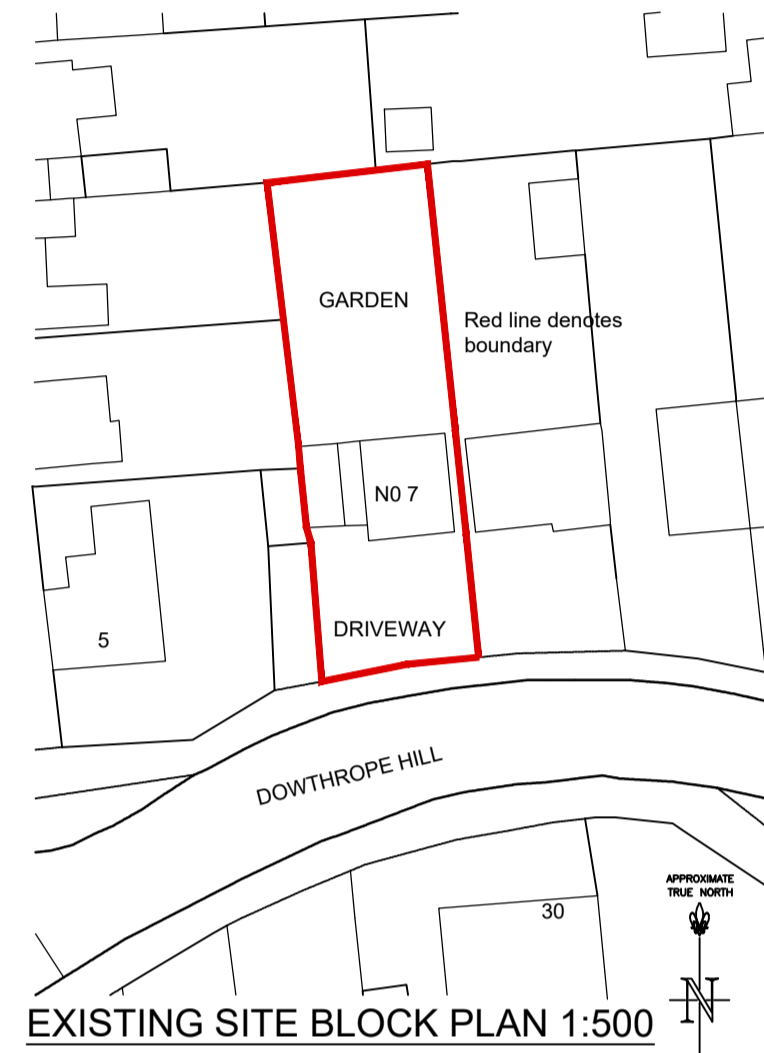 GARDEN
Red line denotes
boundary
N0 7
DRIVEWAY
5
DOWTHROPE HILL
APPROXIMATE
TRUE NORTH
30
N
EXISTING SITE BLOCK PLAN 1:500